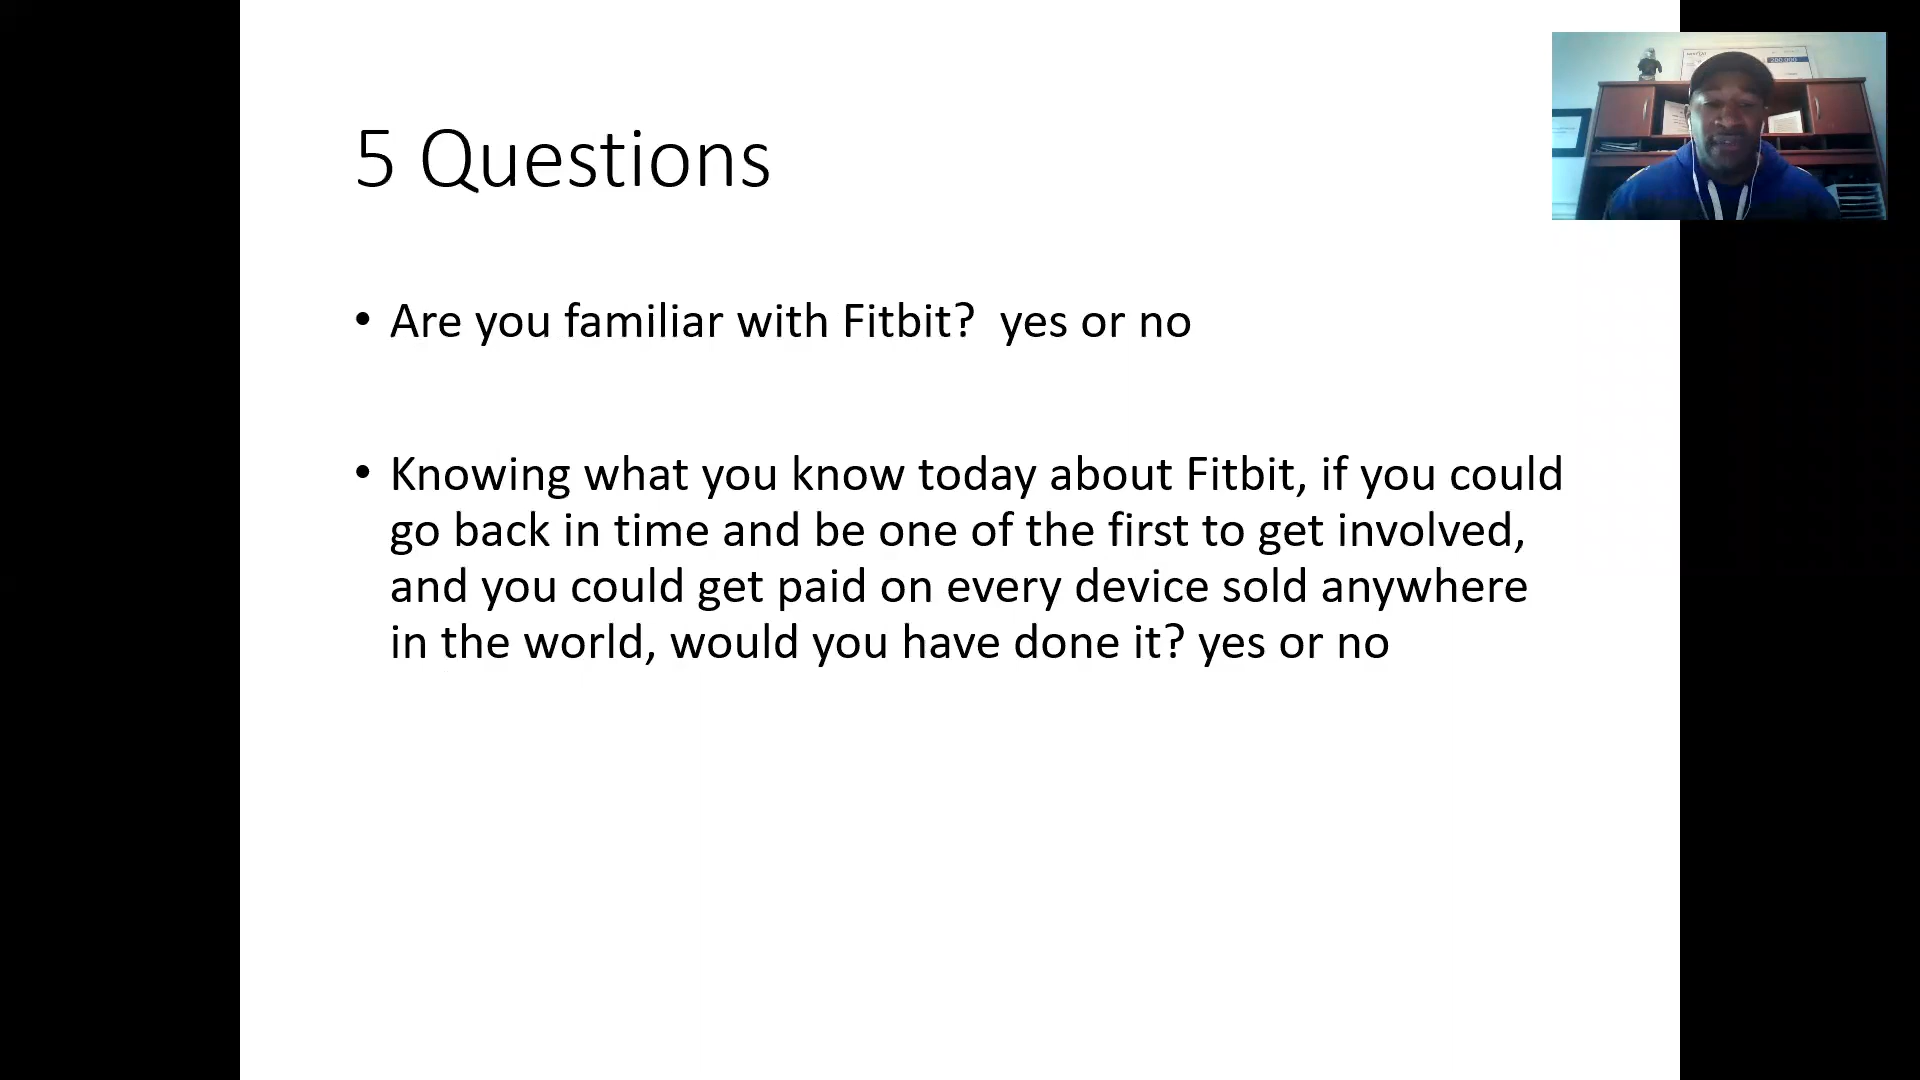 5 Questions
• Are you familiar with Fitbit?  yes or no
• Knowing what you know today about Fitbit, if you could
go back in time and be one of the first to get involved,
and you could get paid on every device sold anywhere
in the world, would you have done it? yes or no